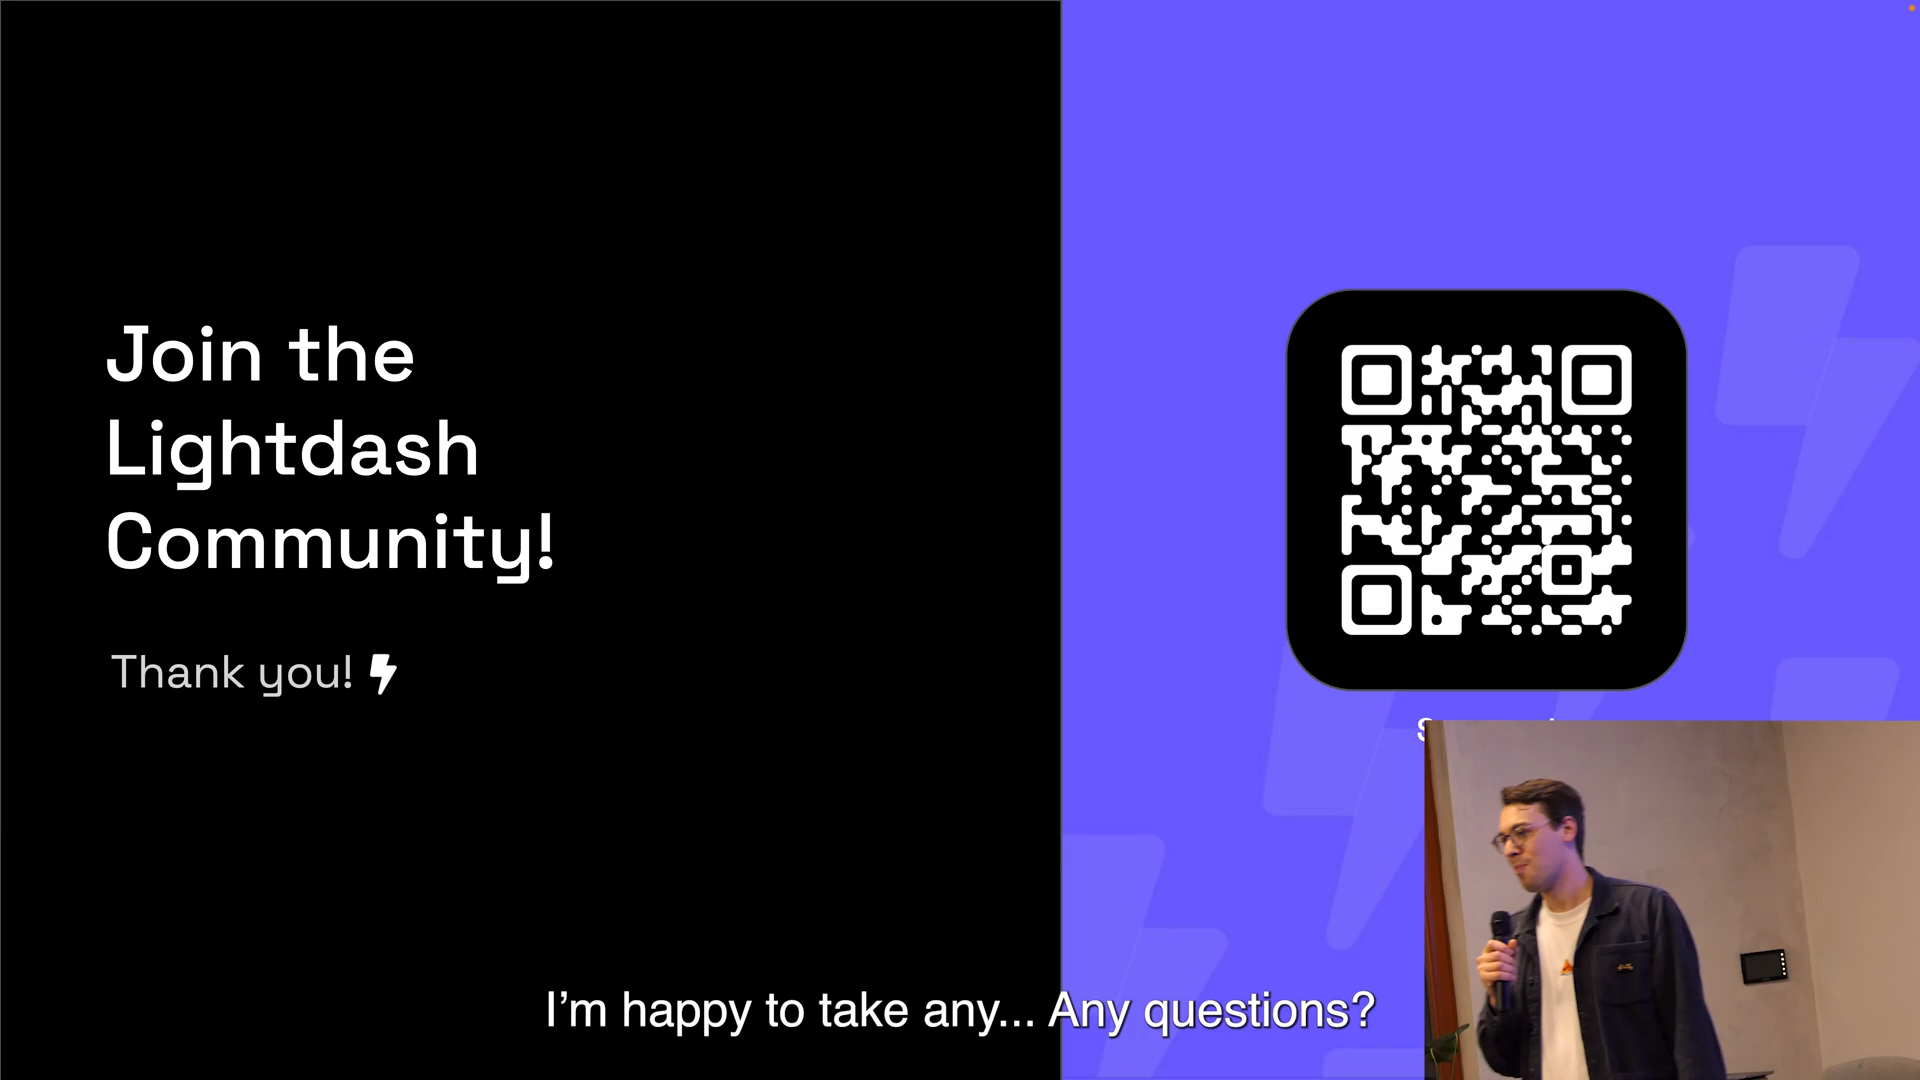 Join the
Lightdash
Community!
Thank you!
I'm happy to take any... Any questions?